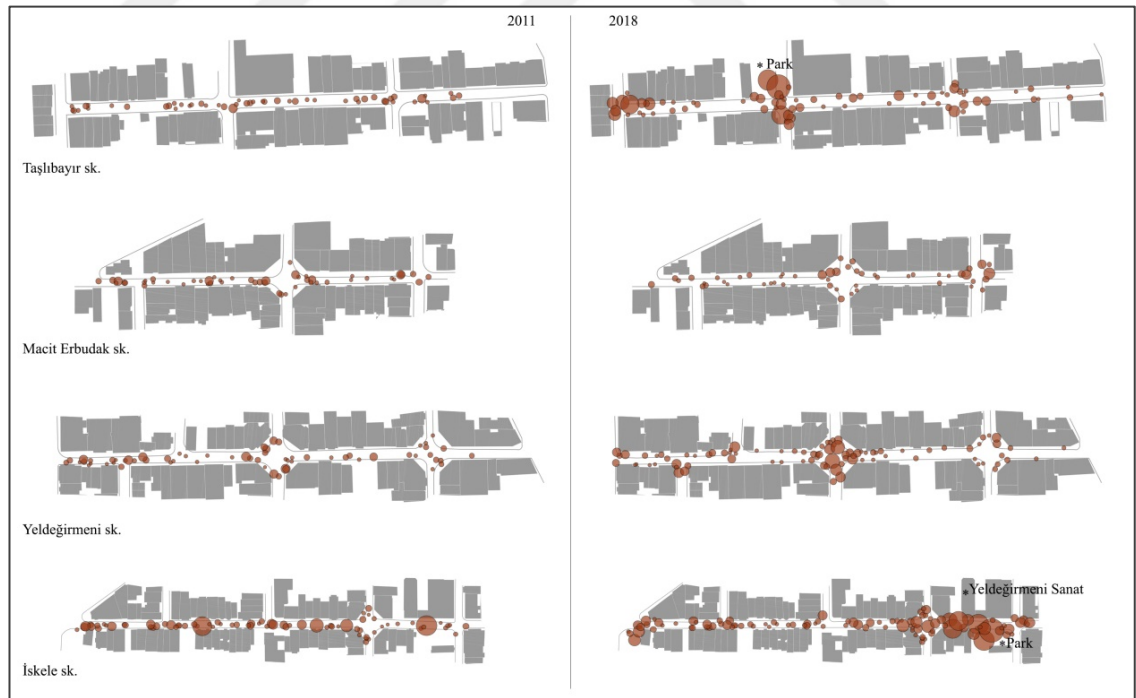 2011
2018
* Park
Taşlıbayır sk.
Macit Erbudak sk.
Yeldeğirmeni sk.
*Yeldeğirmeni Sanat
*Park
İskele sk.